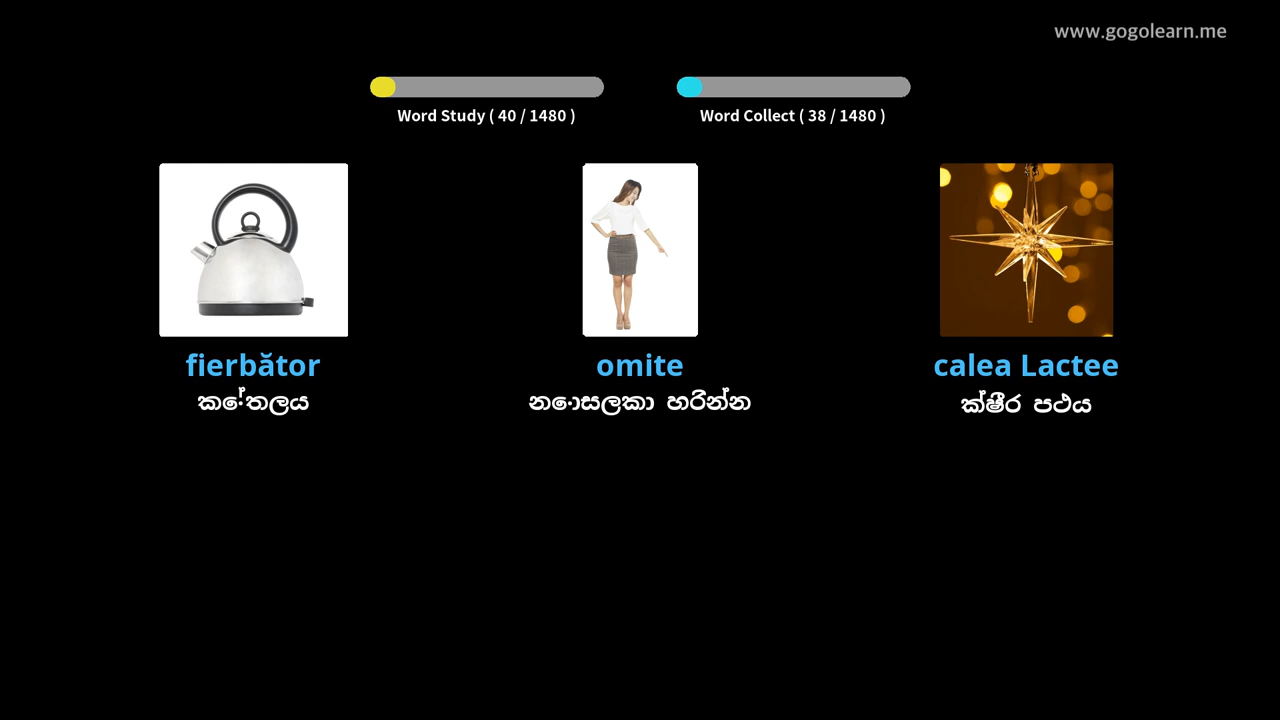 www.gogolearn.me
Word Study ( 40 / 1480 )
Word Collect ( 38 / 1480 )
fierbător
කේතලය
omite
නොසලකා හරින්න
calea Lactee
ක්ෂීර පථය